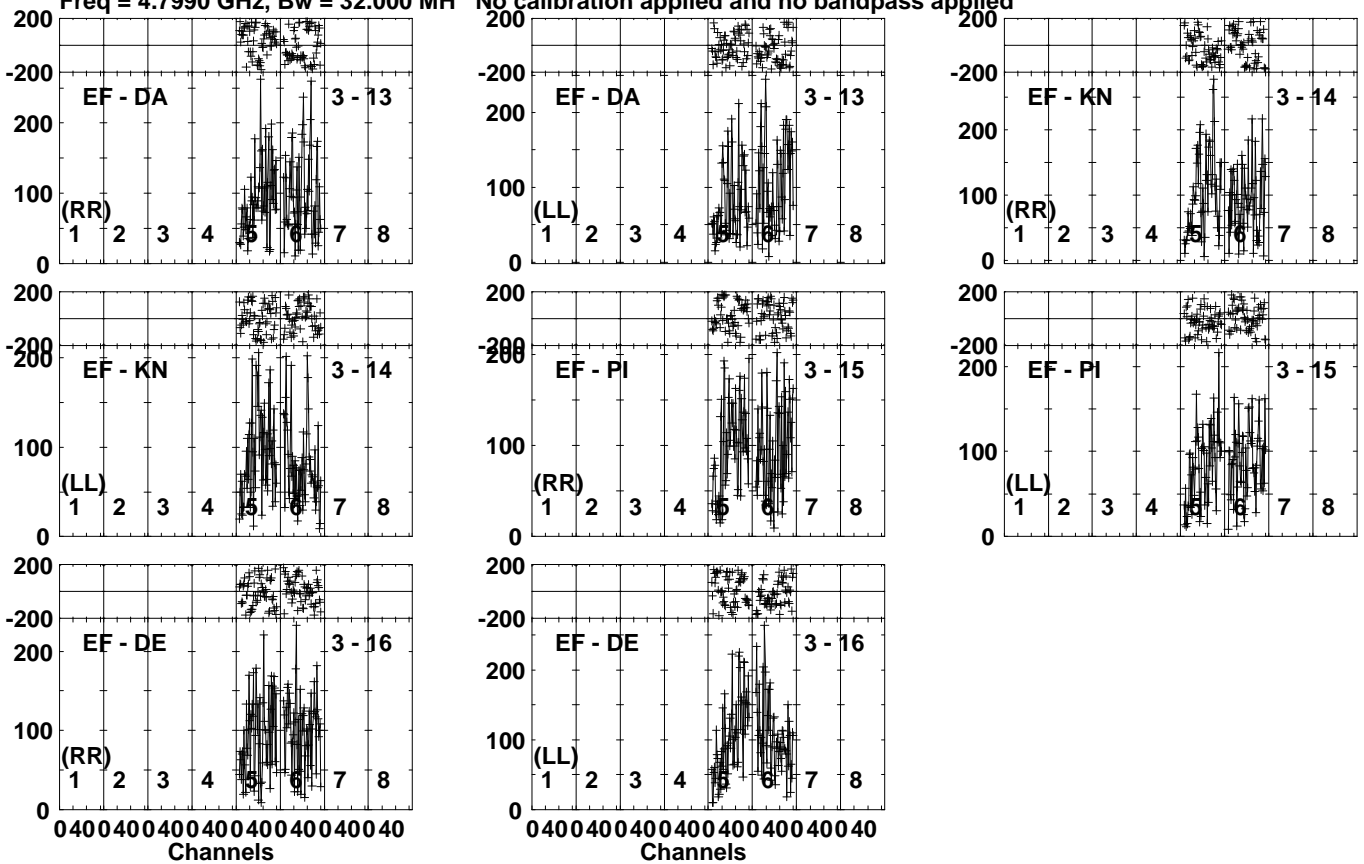 Freq = 4.7990 GHz, Bw = 32.000 MH No calibration applied and no bandpass applied
200 200 200
-200 -200 -200
EF - DA 3 - 13 EF - DA 3 - 13 EF - KN 3 - 14
200 200 200
100 100 100
(RR) (LL) (RR)
1 2 3 4 5 6 7 8 1 2 3 4 5 6 7 8 1 2 3 4 5 6 7 8
0 0 0
200 200 200
-200 -200 -200
200 200 200
EF - KN 3 - 14 EF - PI 3 - 15 EF - PI 3 - 15
100 100 100
(LL) (RR) (LL)
1 2 3 4 5 6 7 8 1 2 3 4 5 6 7 8 1 2 3 4 5 6 7 8
0 0 0
200 200
-200 -200
EF - DE 3 - 16 EF - DE 3 - 16
200 200
100 100
(RR) (LL)
1 2 3 4 5 6 7 8 1 2 3 4 5 6 7 8
0 0
0 40 0 40 0 40 0 40 0 40 0 40 0 40 0 40 0 40 0 40 0 40 0 40 0 40 0 40 0 40 0 40
Channels Channels